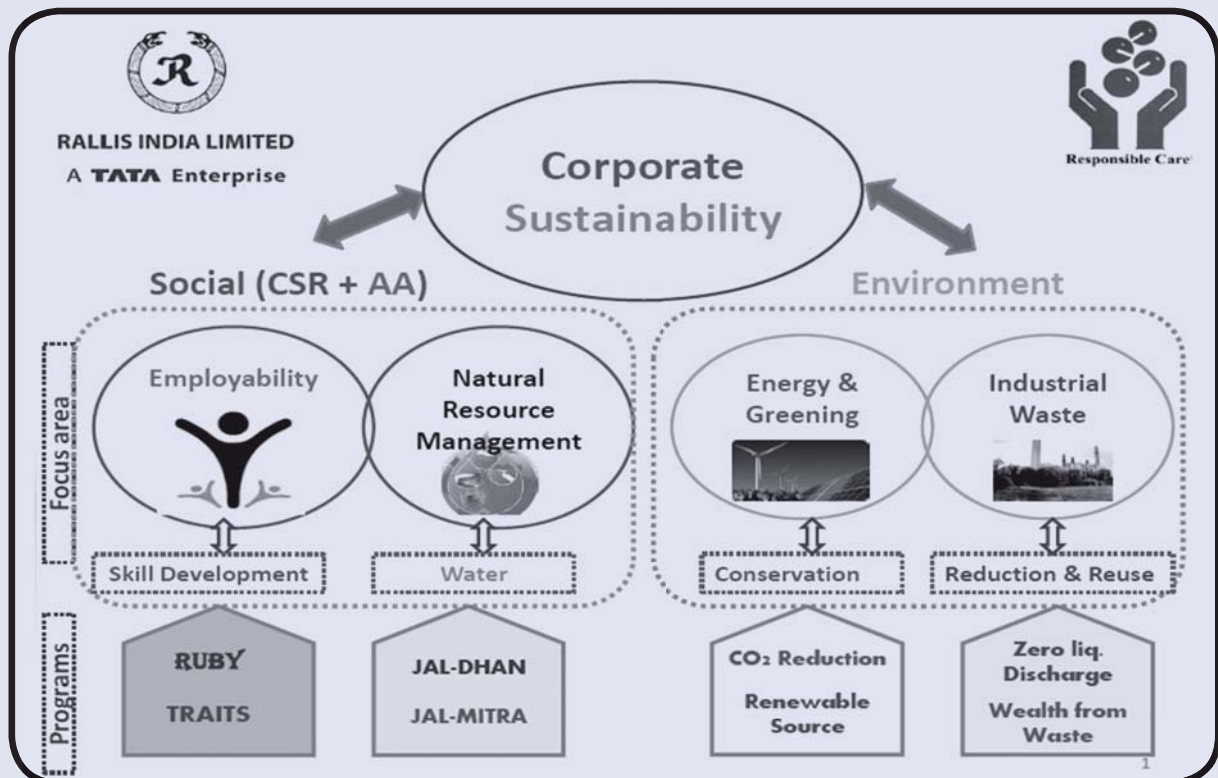 R
RALLIS INDIA LIMITED
A TATA Enterprise
Responsible Care
Corporate
Sustainability
Social (CSR + AA)
Environment
Focus area
Employability
Natural
Resource
Management
Energy &
Greening
Industrial
Waste
Skill Development
Water
Conservation
Reduction & Reuse
Programs
RUBY
TRAITS
JAL-DHAN
JAL-MITRA
CO₂ Reduction
Renewable
Source
Zero liq.
Discharge
Wealth from
Waste
1